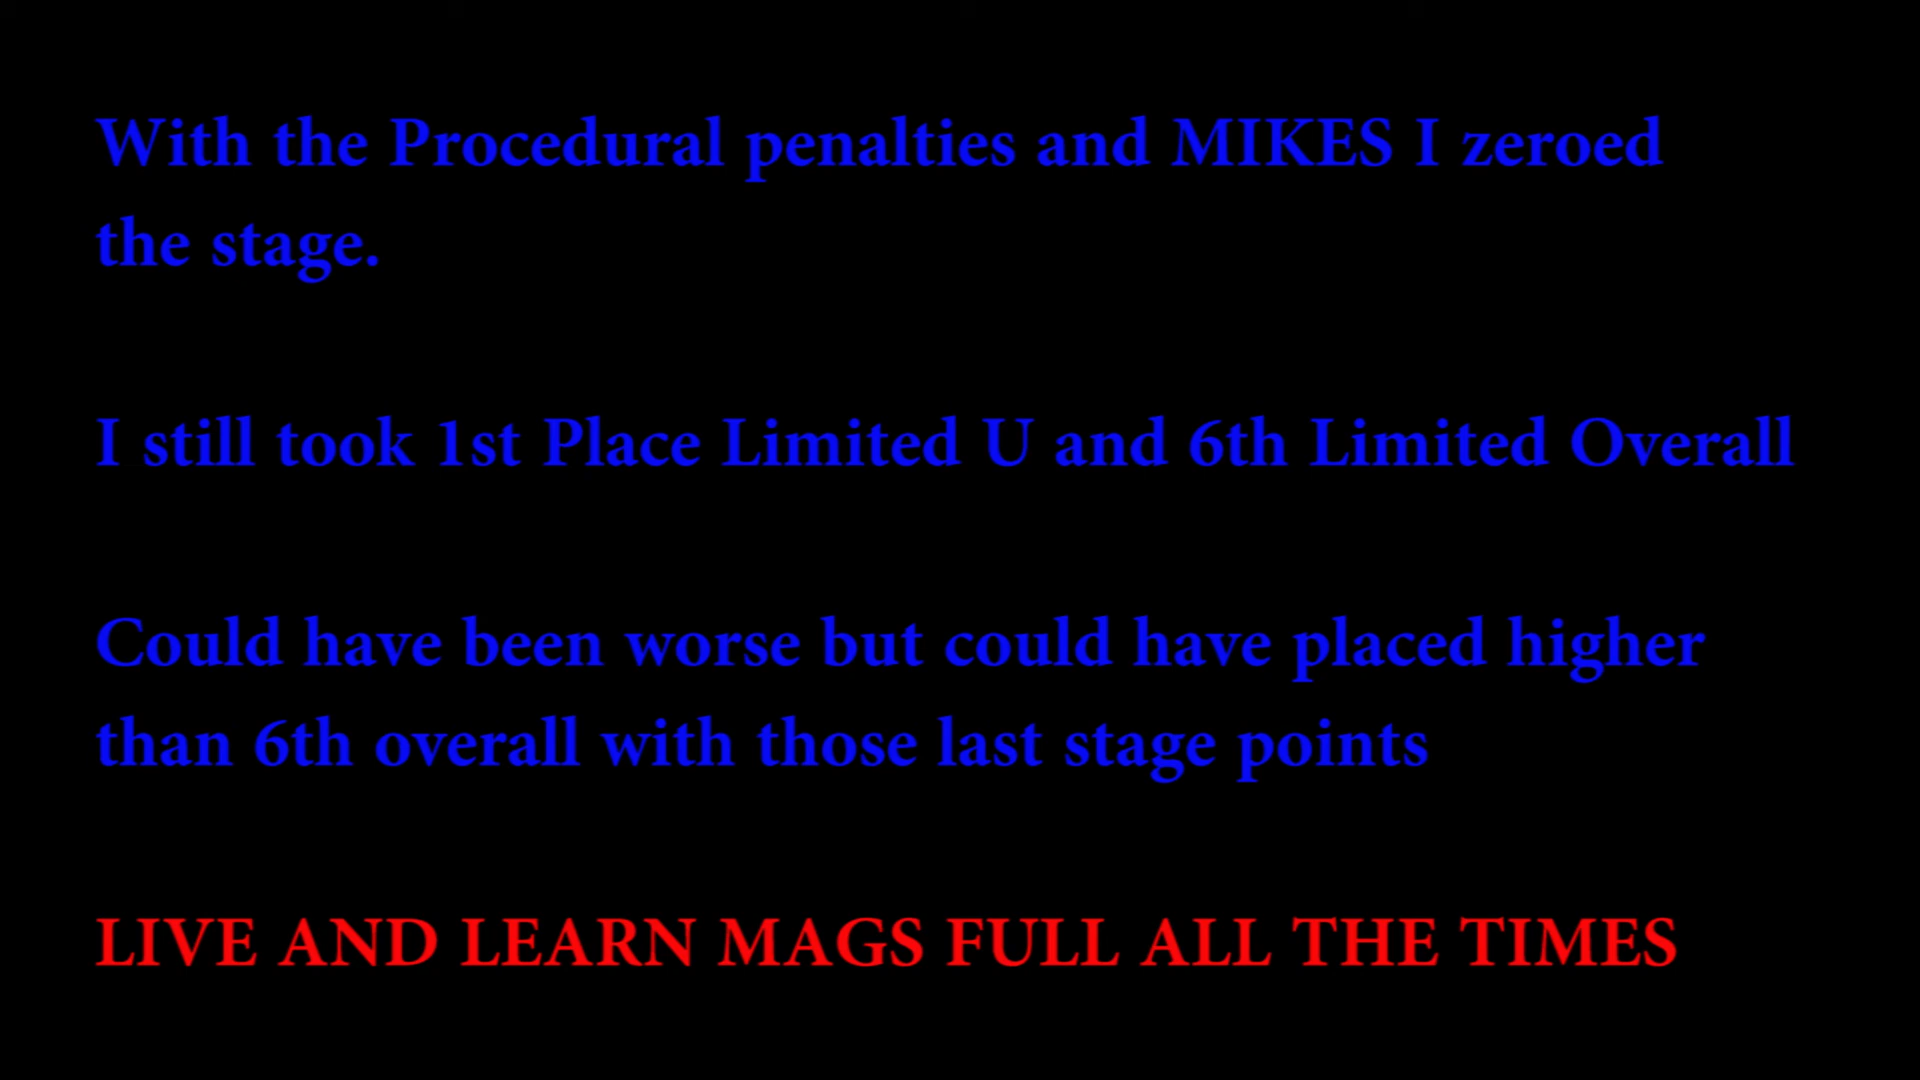 With the Procedural penalties and MIKES I zeroed
the stage.
I still took 1st Place Limited U and 6th Limited Overall
Could have been worse but could have placed higher
than 6th overall with those last stage points
LIVE AND LEARN MAGS FULL ALL THE TIMES